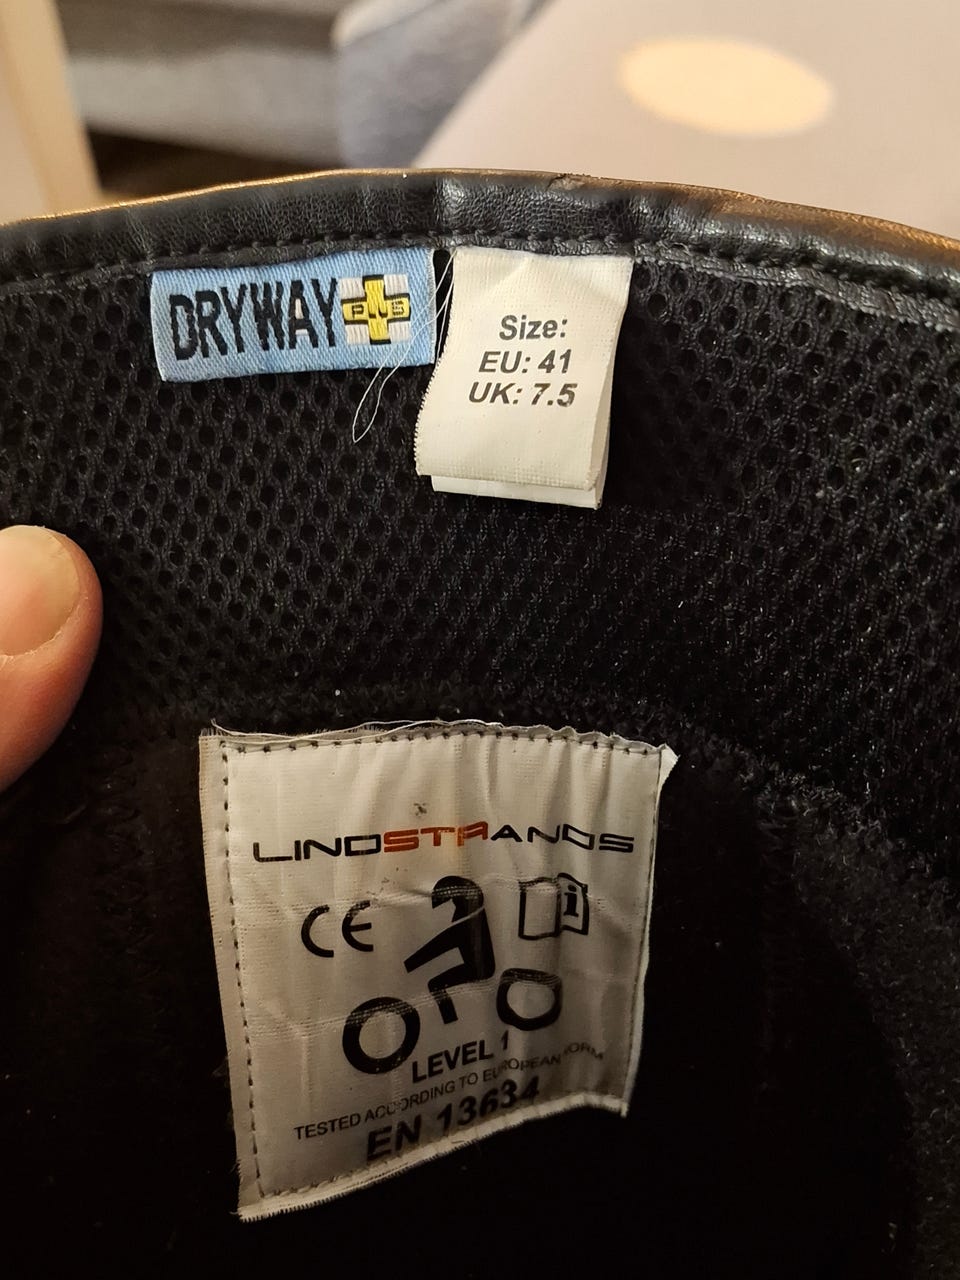 DRYWAY PLUS
Size:
EU: 41
UK: 7.5
LINDSTRANDS
CE
i
LEVEL 1
TESTED ACCORDING TO EUROPEAN NORM
EN 13634